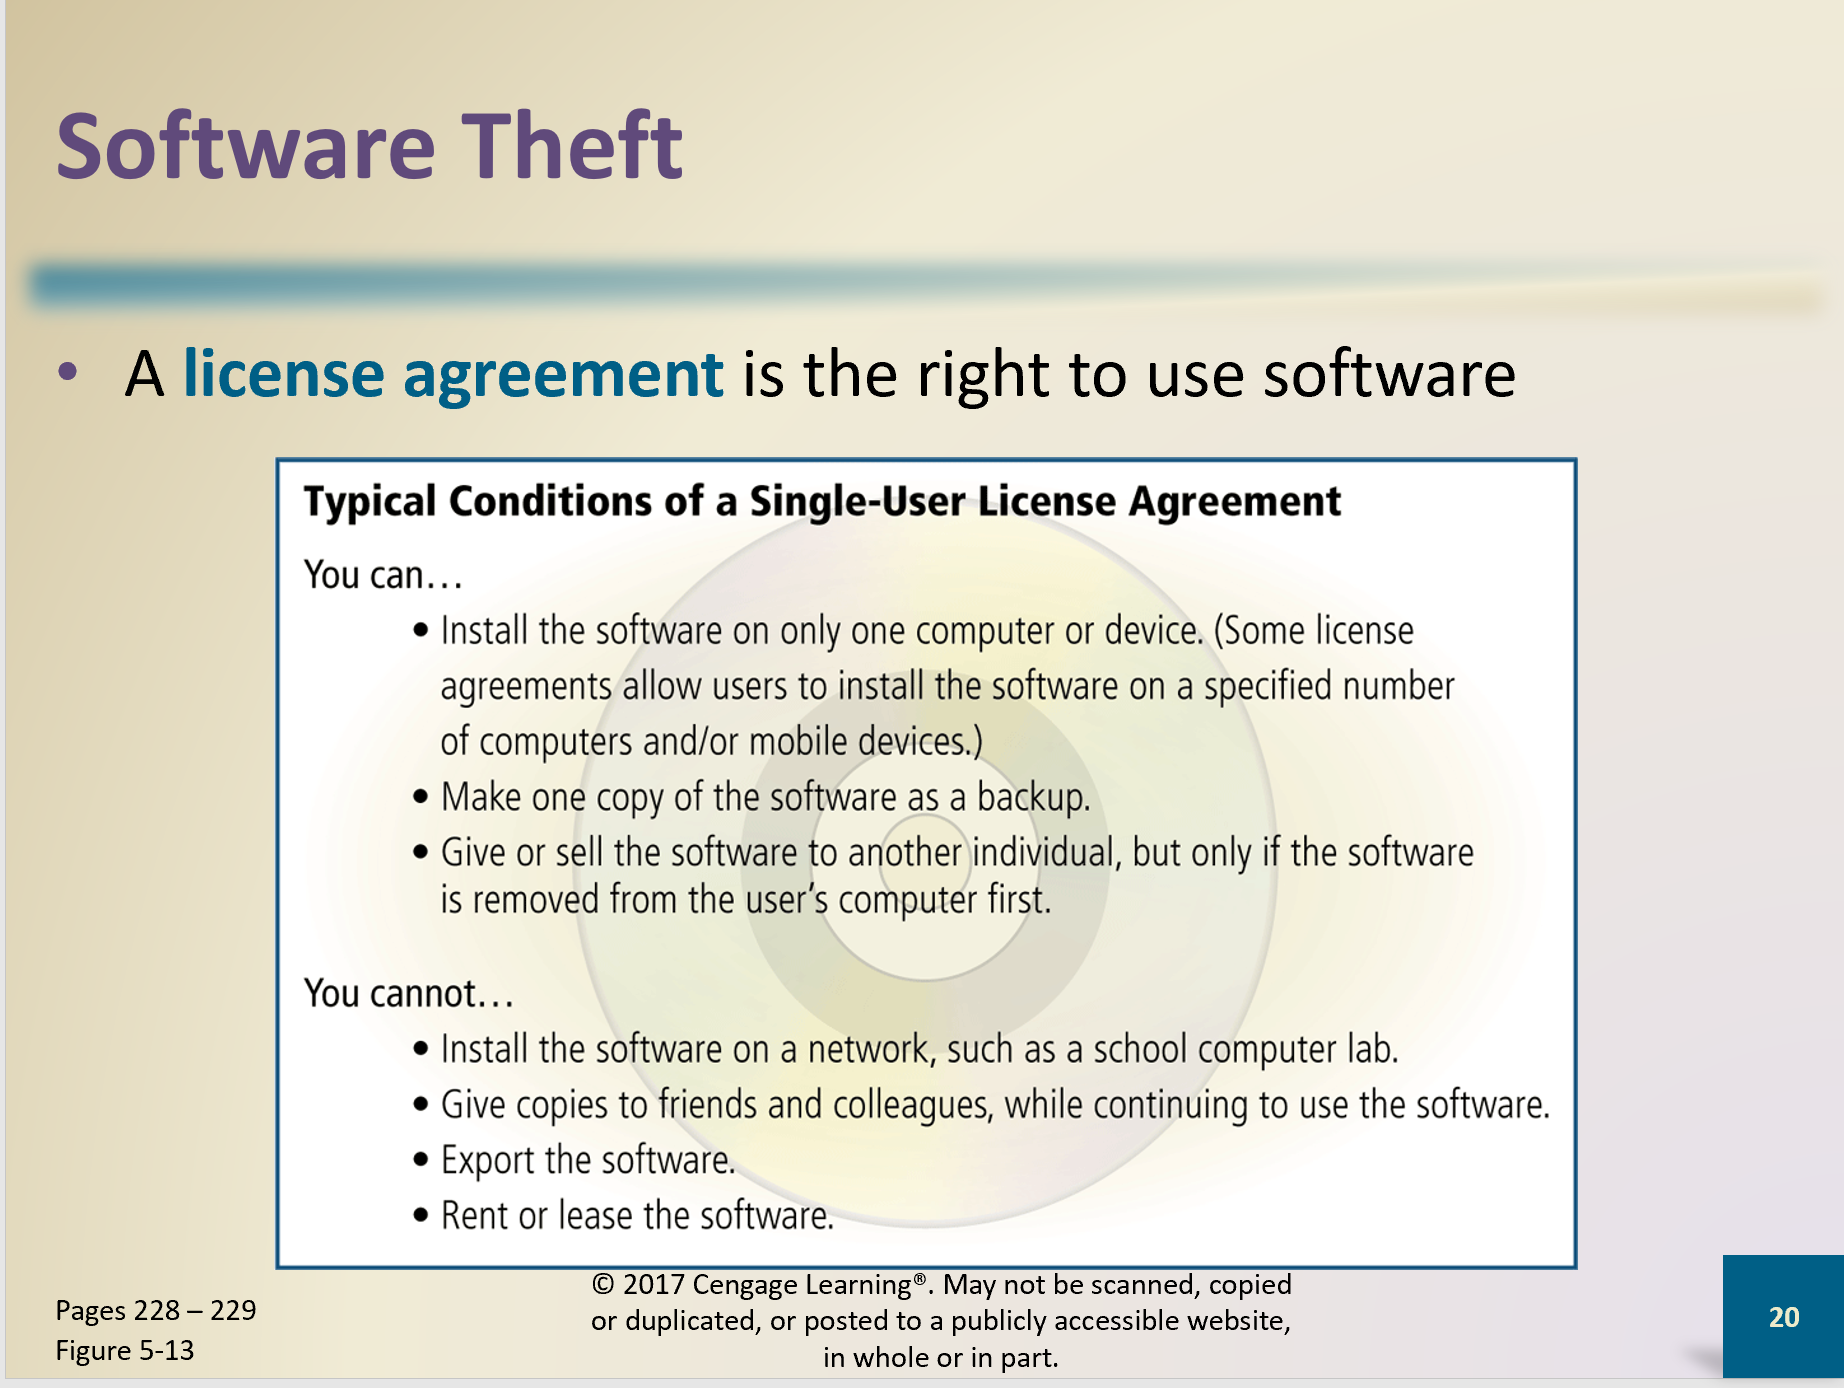 Software Theft
• A license agreement is the right to use software
Typical Conditions of a Single-User License Agreement
You can…
• Install the software on only one computer or device. (Some license
agreements allow users to install the software on a specified number
of computers and/or mobile devices.)
• Make one copy of the software as a backup.
• Give or sell the software to another individual, but only if the software
is removed from the user's computer first.
You cannot…
• Install the software on a network, such as a school computer lab.
• Give copies to friends and colleagues, while continuing to use the software.
• Export the software.
• Rent or lease the software.
Pages 228 – 229
Figure 5-13
© 2017 Cengage Learning®. May not be scanned, copied
or duplicated, or posted to a publicly accessible website,
in whole or in part.
20